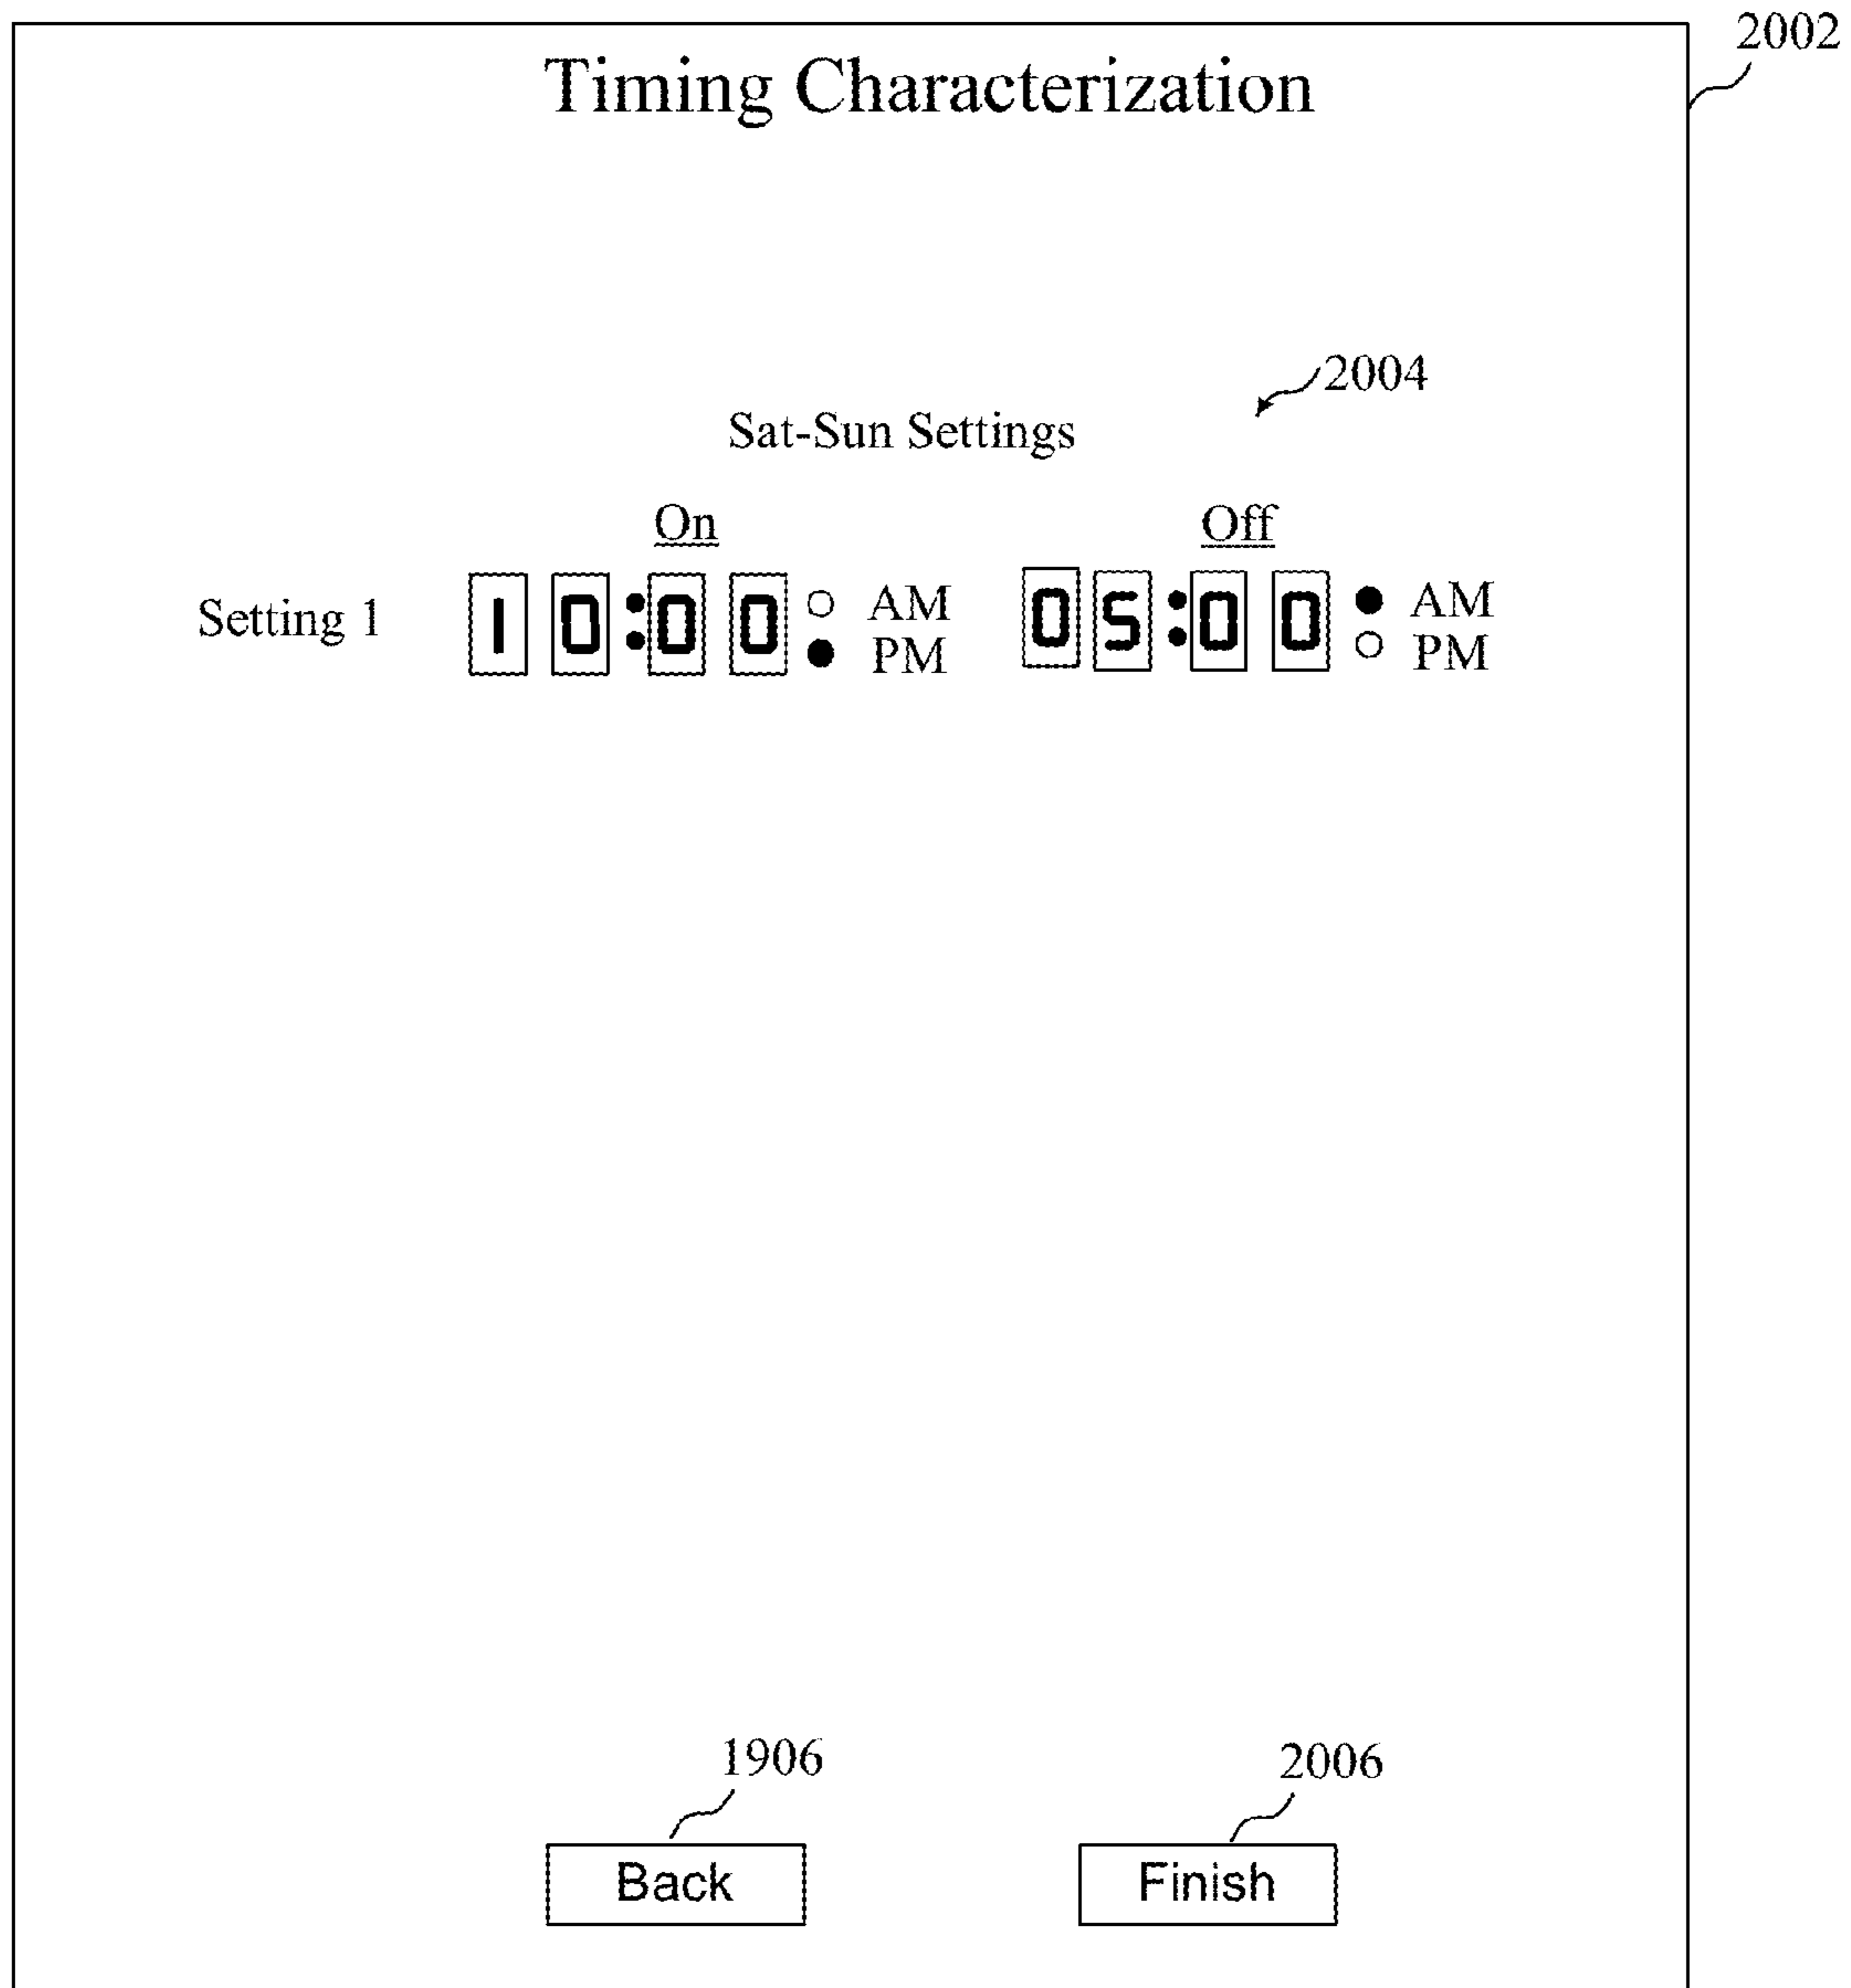 2002
Timing Characterization
2004
Sat-Sun Settings
On Off
Setting 1 10:00 AM 05:00 AM
PM PM
1906 2006
Back Finish